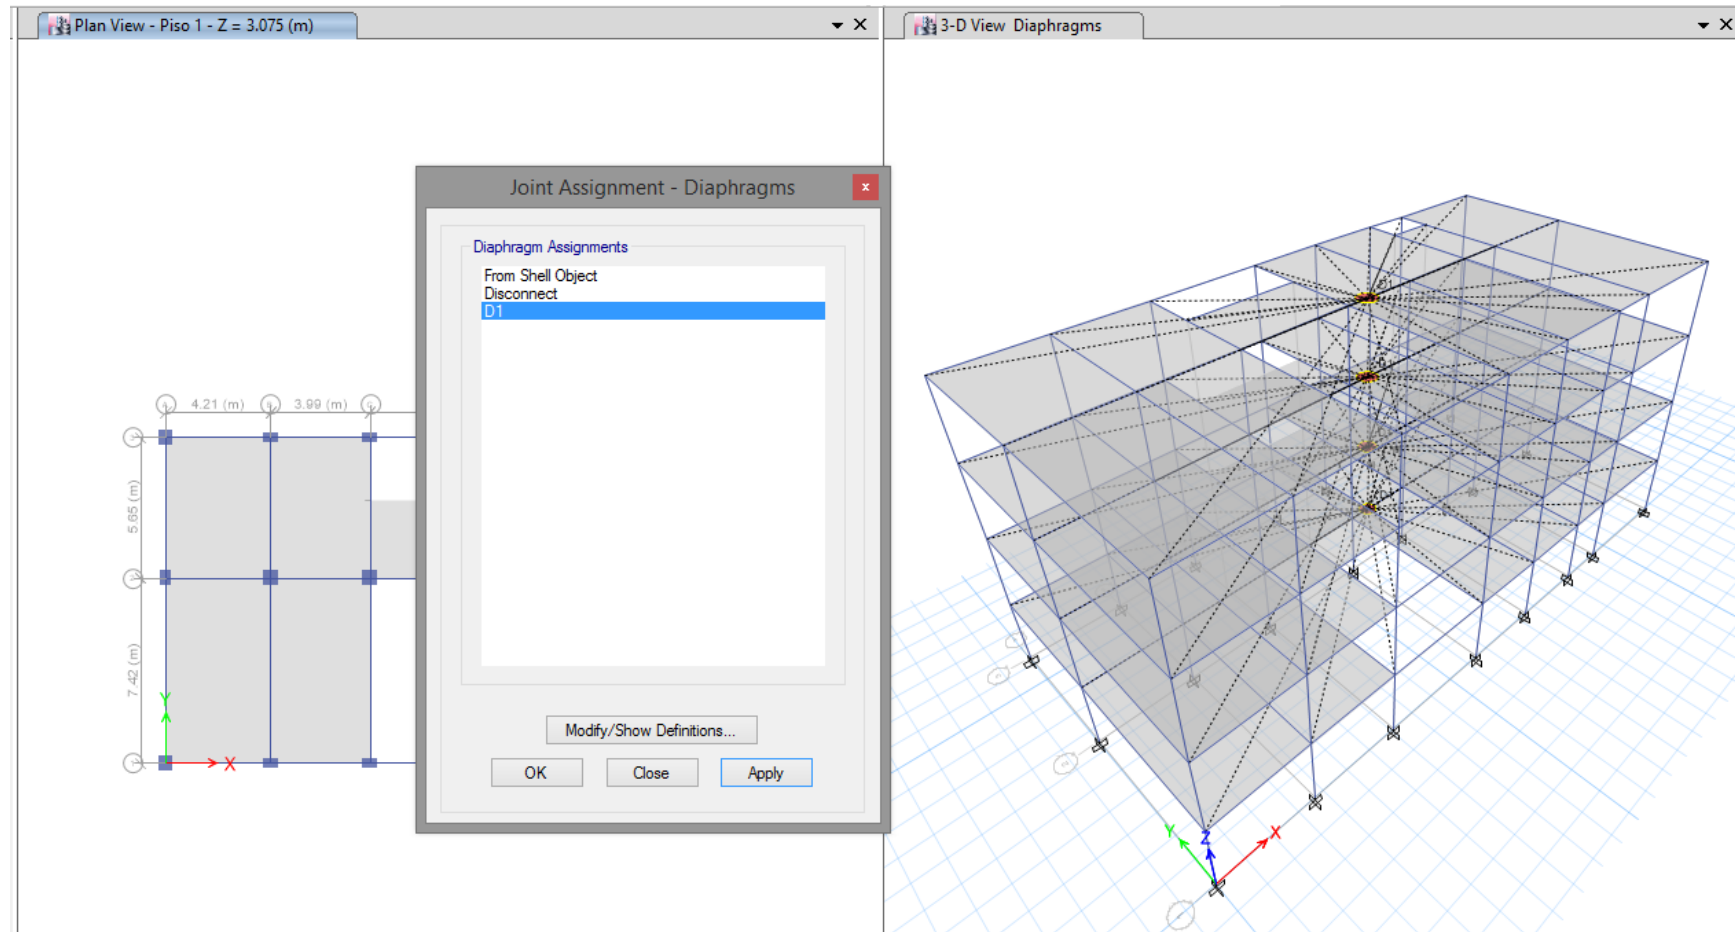 Plan View - Piso 1 - Z = 3.075 (m)
3-D View Diaphragms
Joint Assignment - Diaphragms
Diaphragm Assignments
From Shell Object
Disconnect
D1
Modify/Show Definitions...
OK
Close
Apply
4.21 (m)
3.99 (m)
5.65 (m)
7.42 (m)
Y
X
D1
Y
Z
X